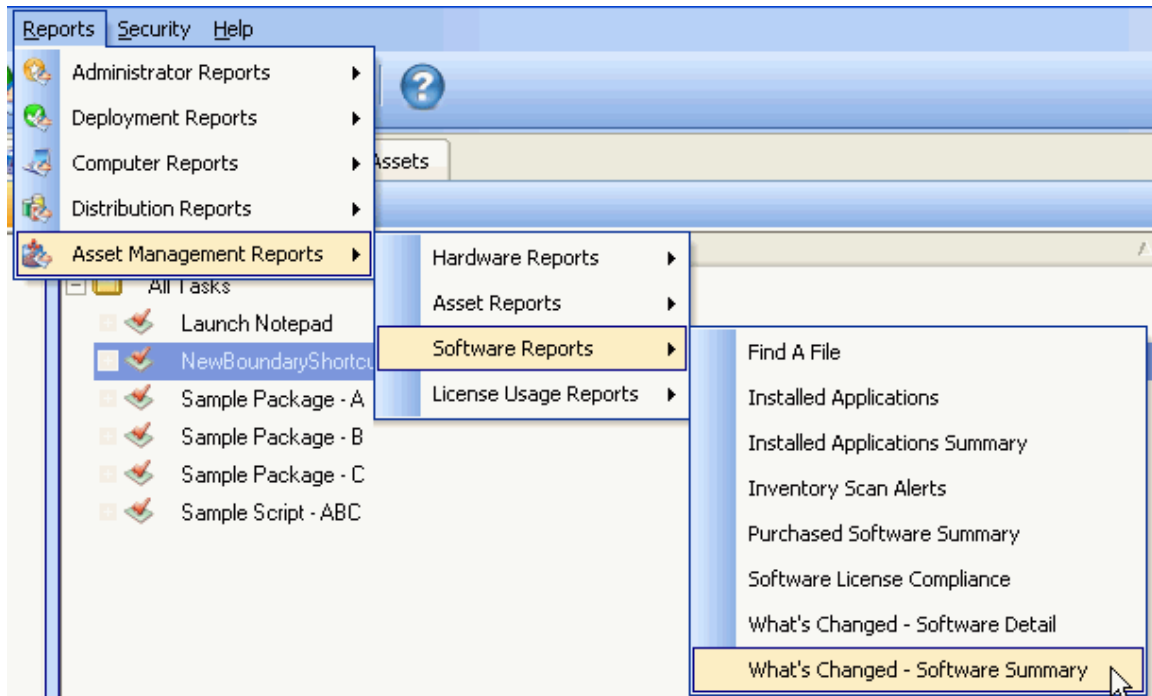 Reports Security Help
Administrator Reports
Deployment Reports
Computer Reports
Distribution Reports
Asset Management Reports
Assets
Hardware Reports
Asset Reports
Software Reports
License Usage Reports
Find A File
Installed Applications
Installed Applications Summary
Inventory Scan Alerts
Purchased Software Summary
Software License Compliance
What's Changed - Software Detail
What's Changed - Software Summary
All Tasks
Launch Notepad
NewBoundaryShortcu
Sample Package - A
Sample Package - B
Sample Package - C
Sample Script - ABC